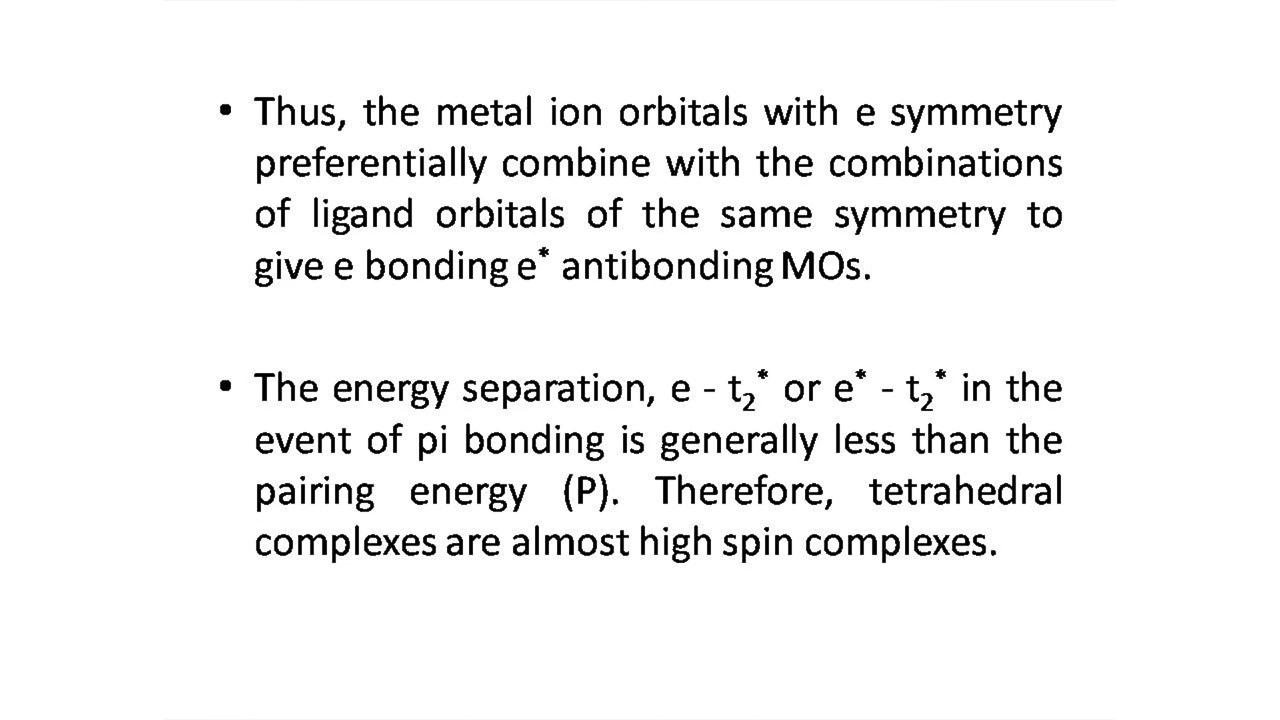 • Thus, the metal ion orbitals with e symmetry
preferentially combine with the combinations
of ligand orbitals of the same symmetry to
give e bonding e* antibonding MOs.
• The energy separation, e - t₂* or e* - t₂* in the
event of pi bonding is generally less than the
pairing energy (P). Therefore, tetrahedral
complexes are almost high spin complexes.